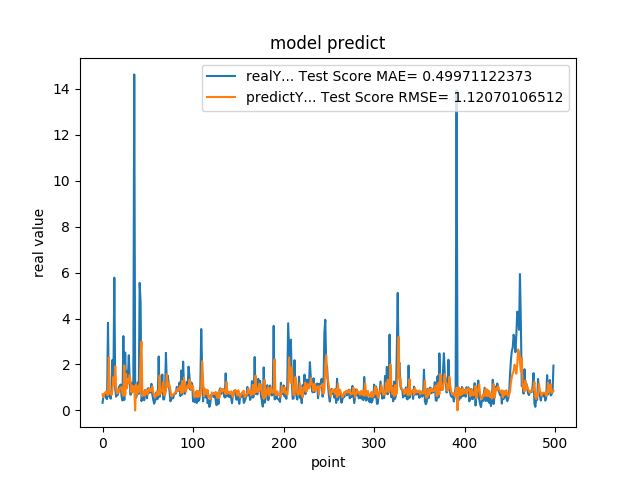 model predict
realY... Test Score MAE= 0.49971122373
predictY... Test Score RMSE= 1.12070106512
14
12
10
8
6
4
2
0
real value
0
100
200
300
400
500
point